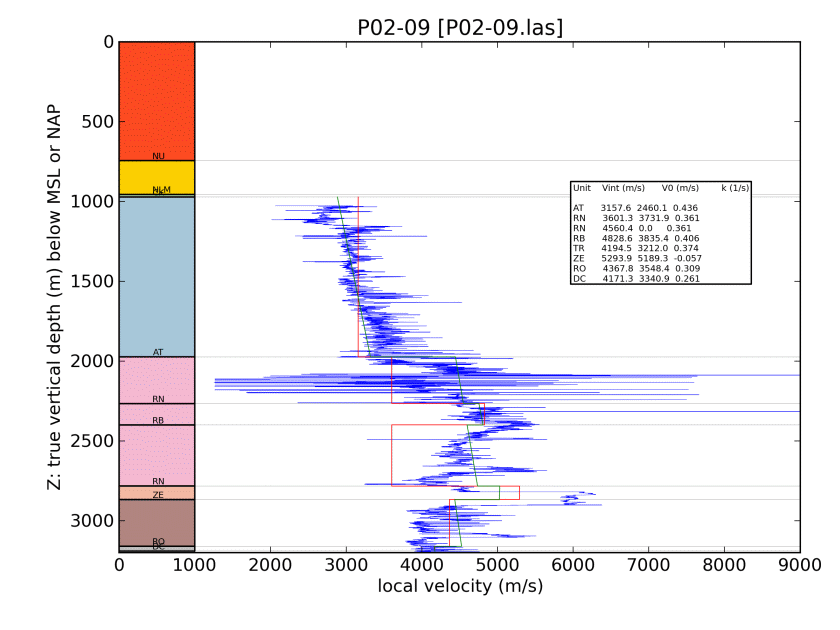 P02-09 [P02-09.las]
Z: true vertical depth (m) below MSL or NAP
0
500
1000
1500
2000
2500
3000
NU
NLM
AT
RN
RB
RN
ZE
RO
DC
Unit Vint (m/s) V0 (m/s) k (1/s)
AT 3157.6 2460.1 0.436
RN 3601.3 3731.9 0.361
RN 4560.4 0.0 0.361
RB 4828.6 3835.4 0.406
TR 4194.5 3212.0 0.374
ZE 5293.9 5189.3 -0.057
RO 4367.8 3548.4 0.309
DC 4171.3 3340.9 0.261
0 1000 2000 3000 4000 5000 6000 7000 8000 9000
local velocity (m/s)